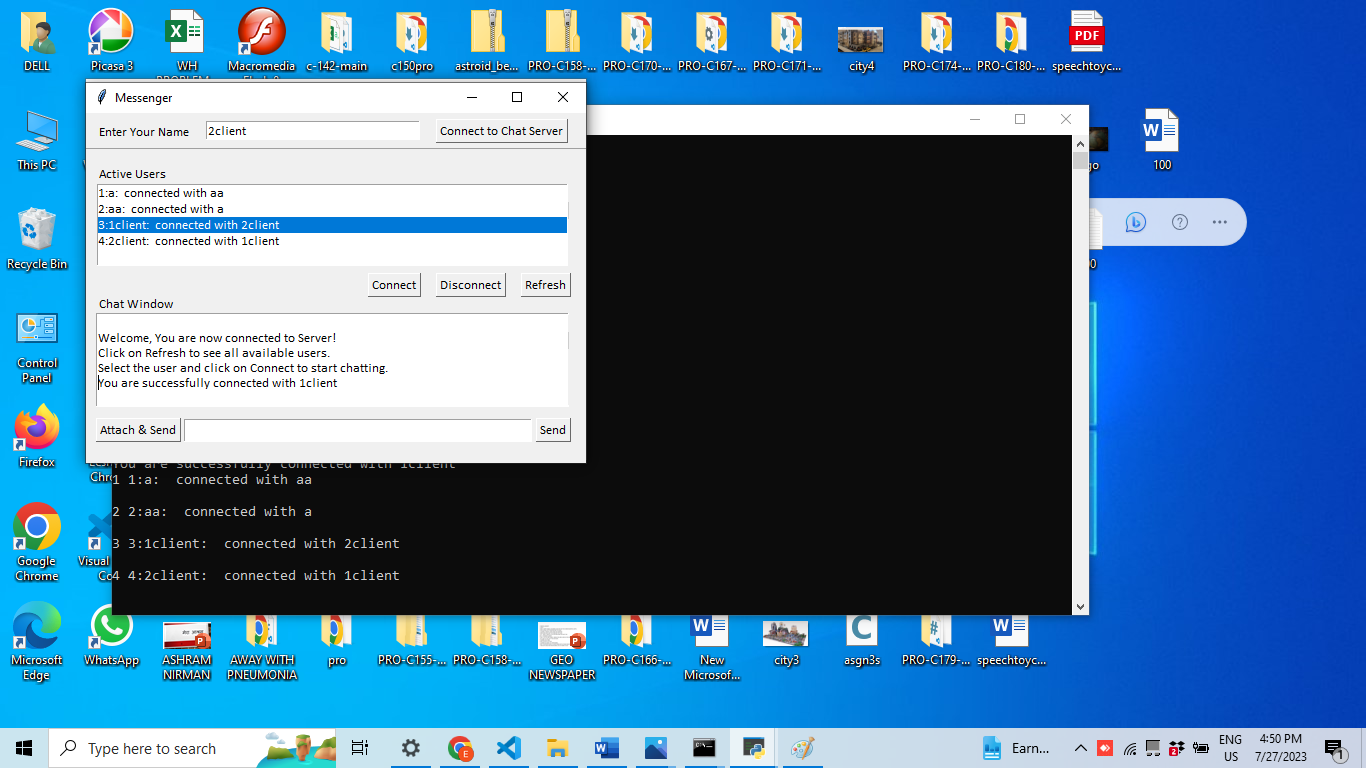 DELL
Picasa 3
WH
Macromedia
c-142-main
c150pro
astroid_be...
PRO-C158-...
PRO-C170-...
PRO-C167-...
PRO-C171-...
city4
PRO-C174-...
PRO-C180-...
PDF
speechtoyc...
Messenger
Enter Your Name
2client
Connect to Chat Server
This PC
100
Active Users
1:a: connected with aa
2:aa: connected with a
3:1client: connected with 2client
4:2client: connected with 1client
Recycle Bin
Connect
Disconnect
Refresh
Chat Window
Welcome, You are now connected to Server!
Click on Refresh to see all available users.
Select the user and click on Connect to start chatting.
You are successfully connected with 1client
Control
Panel
Attach & Send
Send
Firefox
You are successfully connected with 1client
1 1:a: connected with aa
2 2:aa: connected with a
3 3:1client: connected with 2client
4 4:2client: connected with 1client
Google
Chrome
Visual
Microsoft
Edge
WhatsApp
ASHRAM
NIRMAN
AWAY WITH
PNEUMONIA
pro
PRO-C155-...
PRO-C158-...
GEO
NEWSPAPER
PRO-C166-...
New
Microsof...
city3
asgn3s
PRO-C179-...
speechtoyc...
Type here to search
Earn...
ENG
US
4:50 PM
7/27/2023
1